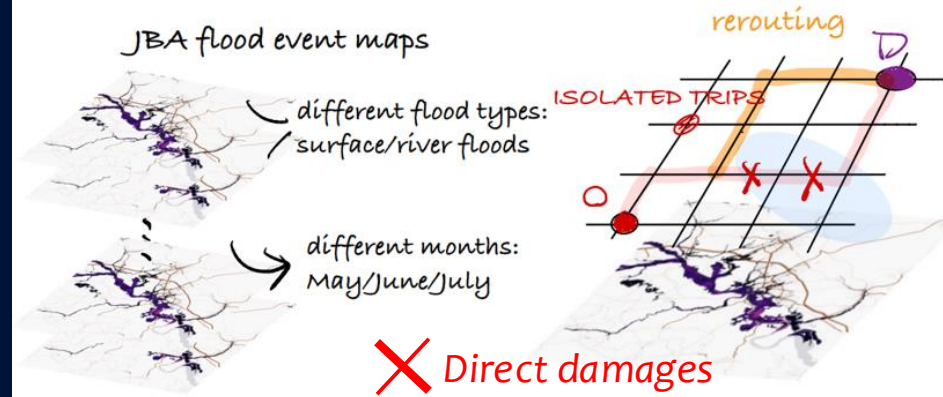 JBA flood event maps
different flood types:
surface/river floods
different months:
May/June/July
rerouting
D
ISOLATED TRIPS
O
Direct damages